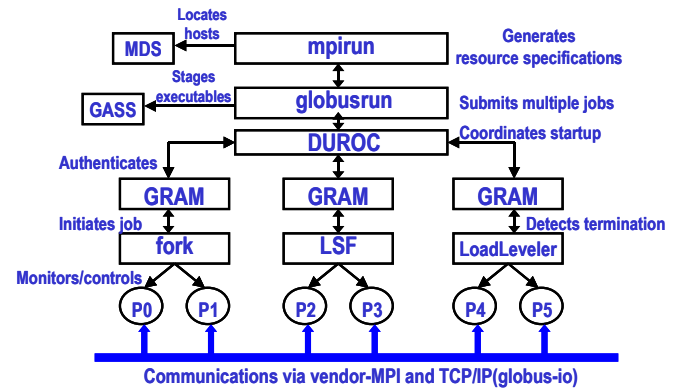 Locates
hosts
MDS
mpirun
Generates
resource specifications
Stages
executables
GASS
globusrun
Submits multiple jobs
DUROC
Coordinates startup
Authenticates
GRAM
GRAM
GRAM
Initiates job
Detects termination
fork
LSF
LoadLeveler
Monitors/controls
P0
P1
P2
P3
P4
P5
Communications via vendor-MPI and TCP/IP(globus-io)